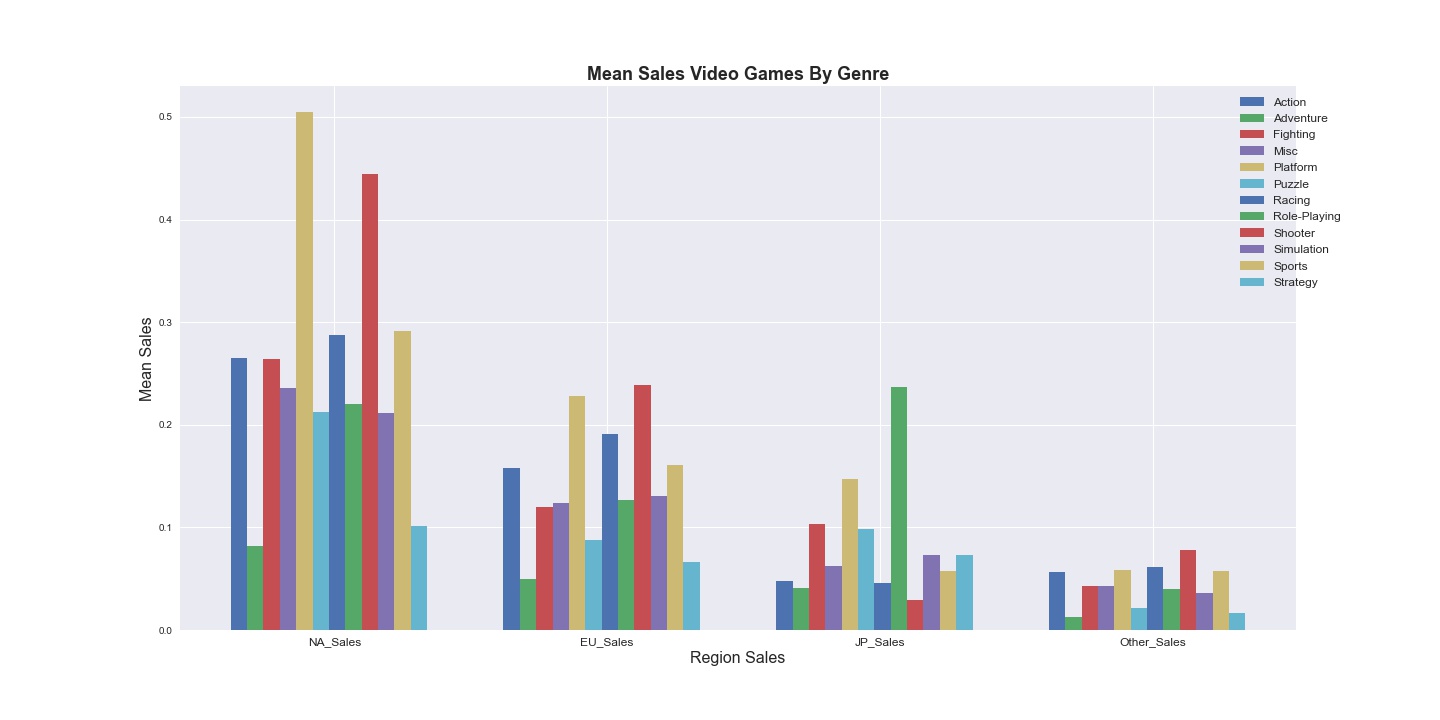 Mean Sales Video Games By Genre
0.5
0.4
0.3
0.2
0.1
0.0
Mean Sales
Action
Adventure
Fighting
Misc
Platform
Puzzle
Racing
Role-Playing
Shooter
Simulation
Sports
Strategy
NA_Sales
EU_Sales
JP_Sales
Other_Sales
Region Sales